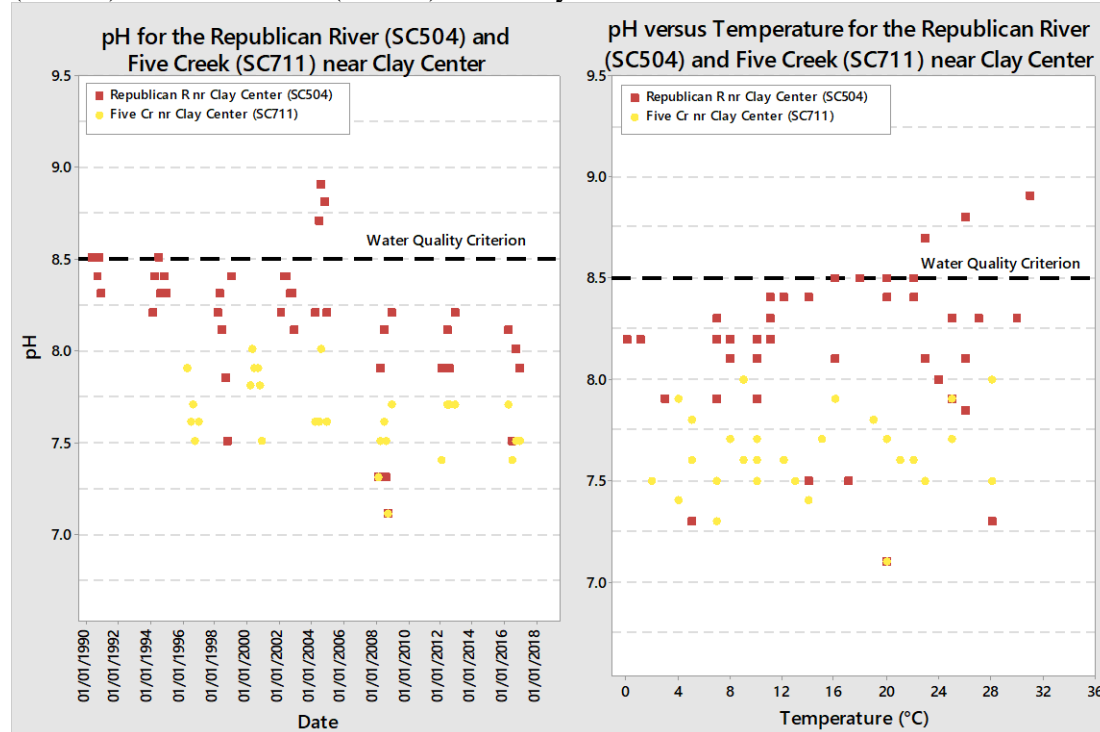 pH for the Republican River (SC504) and
Five Creek (SC711) near Clay Center
9.5
9.0
8.5
8.0
7.5
7.0
pH
Republican R nr Clay Center (SC504)
Five Cr nr Clay Center (SC711)
Water Quality Criterion
01/01/1990
01/01/1992
01/01/1994
01/01/1996
01/01/1998
01/01/2000
01/01/2002
01/01/2004
01/01/2006
01/01/2008
01/01/2010
01/01/2012
01/01/2014
01/01/2016
01/01/2018
Date
pH versus Temperature for the Republican River
(SC504) and Five Creek (SC711) near Clay Center
9.5
9.0
8.5
8.0
7.5
7.0
Republican R nr Clay Center (SC504)
Five Cr nr Clay Center (SC711)
Water Quality Criterion
0 4 8 12 16 20 24 28 32 36
Temperature (°C)